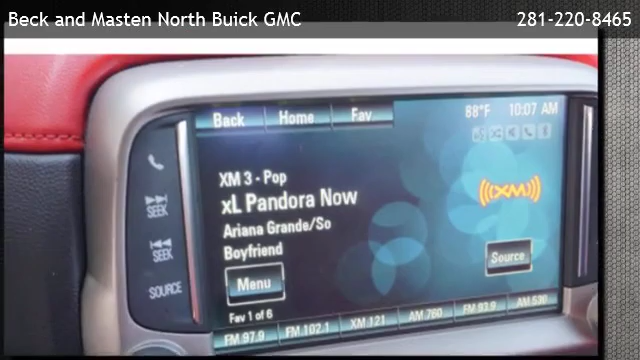 Beck and Masten North Buick GMC 281-220-8465
Back Home Fav 88°F 10:07 AM
XM 3 - Pop
xL Pandora Now
((XM))
Ariana Grande/So
Boyfriend
SEEK
SEEK
SOURCE
Menu
Source
Fav 1 of 6
FM 97.9 FM 102.1 XM 121 AM 760 FM 93.9 AM 530